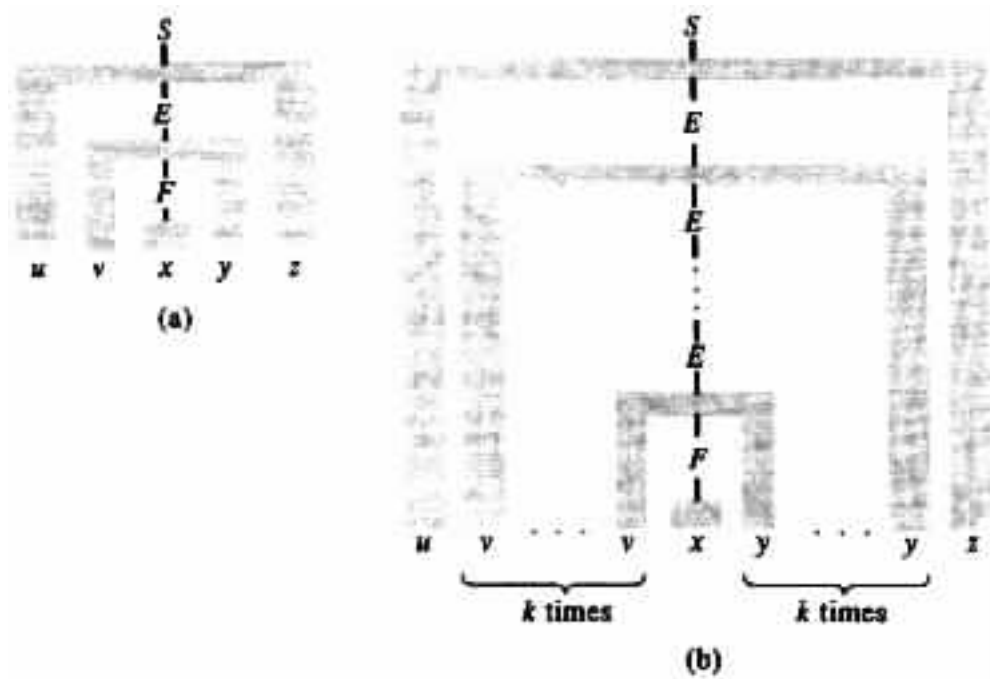 S
E
F
u v x y z
(a)
S
E
E
.
.
.
E
F
u v . . . v x y . . . y z
k times k times
(b)